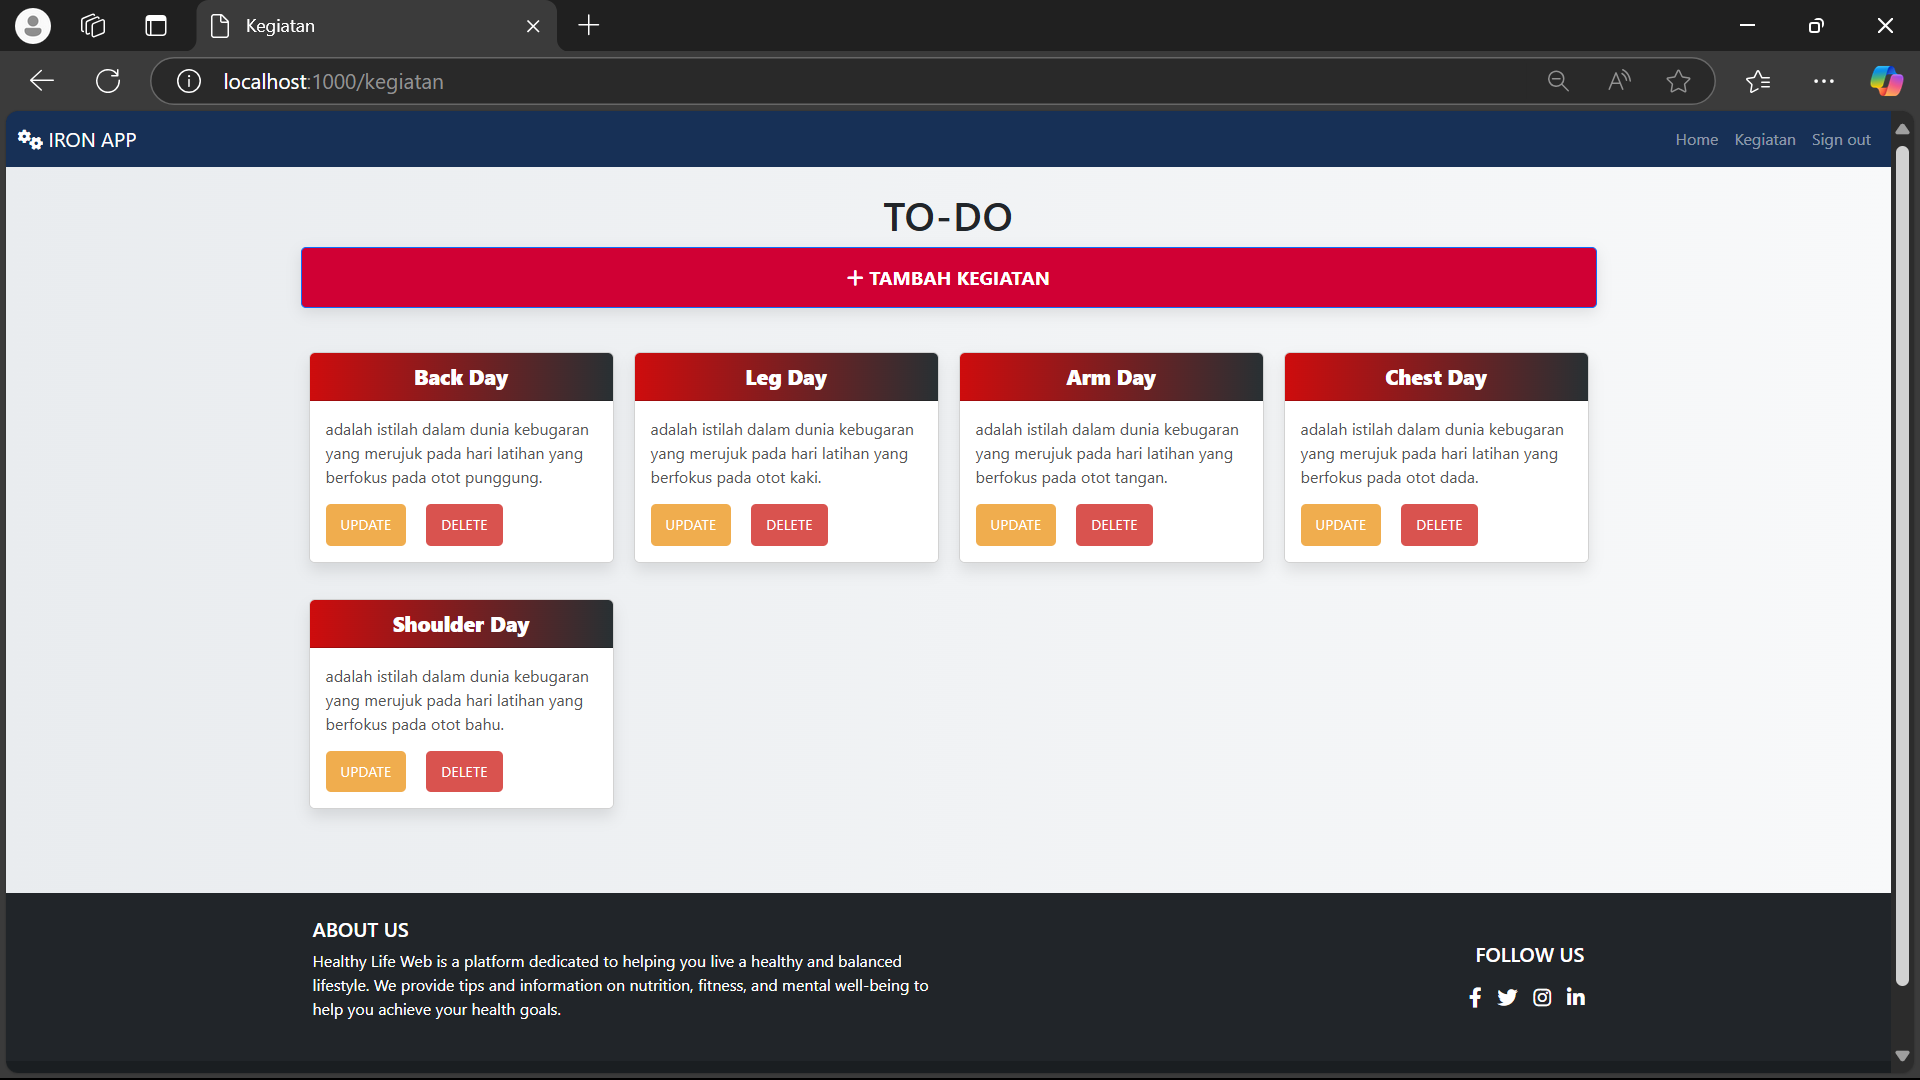 Kegiatan
localhost:1000/kegiatan
IRON APP
Home Kegiatan Sign out
TO-DO
+ TAMBAH KEGIATAN
Back Day
adalah istilah dalam dunia kebugaran
yang merujuk pada hari latihan yang
berfokus pada otot punggung.
UPDATE DELETE
Leg Day
adalah istilah dalam dunia kebugaran
yang merujuk pada hari latihan yang
berfokus pada otot kaki.
UPDATE DELETE
Arm Day
adalah istilah dalam dunia kebugaran
yang merujuk pada hari latihan yang
berfokus pada otot tangan.
UPDATE DELETE
Chest Day
adalah istilah dalam dunia kebugaran
yang merujuk pada hari latihan yang
berfokus pada otot dada.
UPDATE DELETE
Shoulder Day
adalah istilah dalam dunia kebugaran
yang merujuk pada hari latihan yang
berfokus pada otot bahu.
UPDATE DELETE
ABOUT US
Healthy Life Web is a platform dedicated to helping you live a healthy and balanced
lifestyle. We provide tips and information on nutrition, fitness, and mental well-being to
help you achieve your health goals.
FOLLOW US